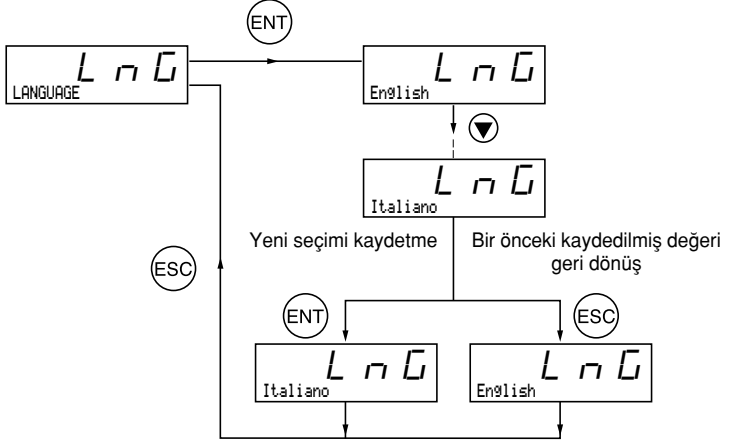 ENT
LnG
LANGUAGE
LnG
English
LnG
Italiano
Yeni seçimi kaydetme
Bir önceki kaydedilmiş değeri
geri dönüş
ESC
ENT
ESC
LnG
Italiano
LnG
English